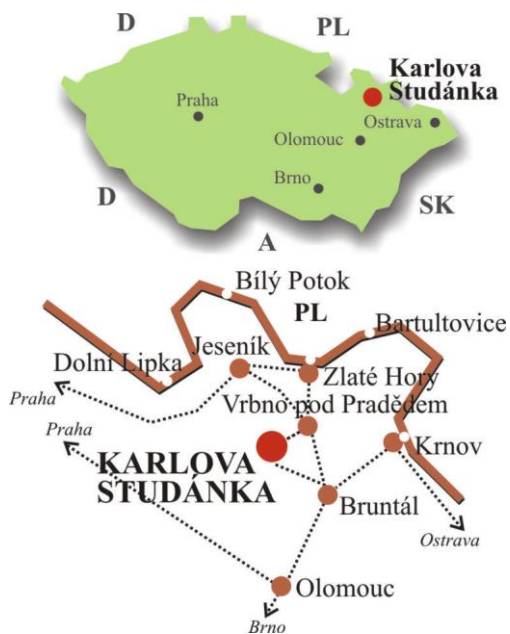 D
PL
D
Karlova
Studánka
Praha
Ostrava
Olomouc
Brno
D
SK
A
Bílý Potok
PL
Bartultovice
Jeseník
Dolní Lipka
Zlaté Hory
Praha
Vrbno pod Pradědem
Praha
KARLOVA
STUDÁNKA
Krnov
Bruntál
Ostrava
Olomouc
Brno